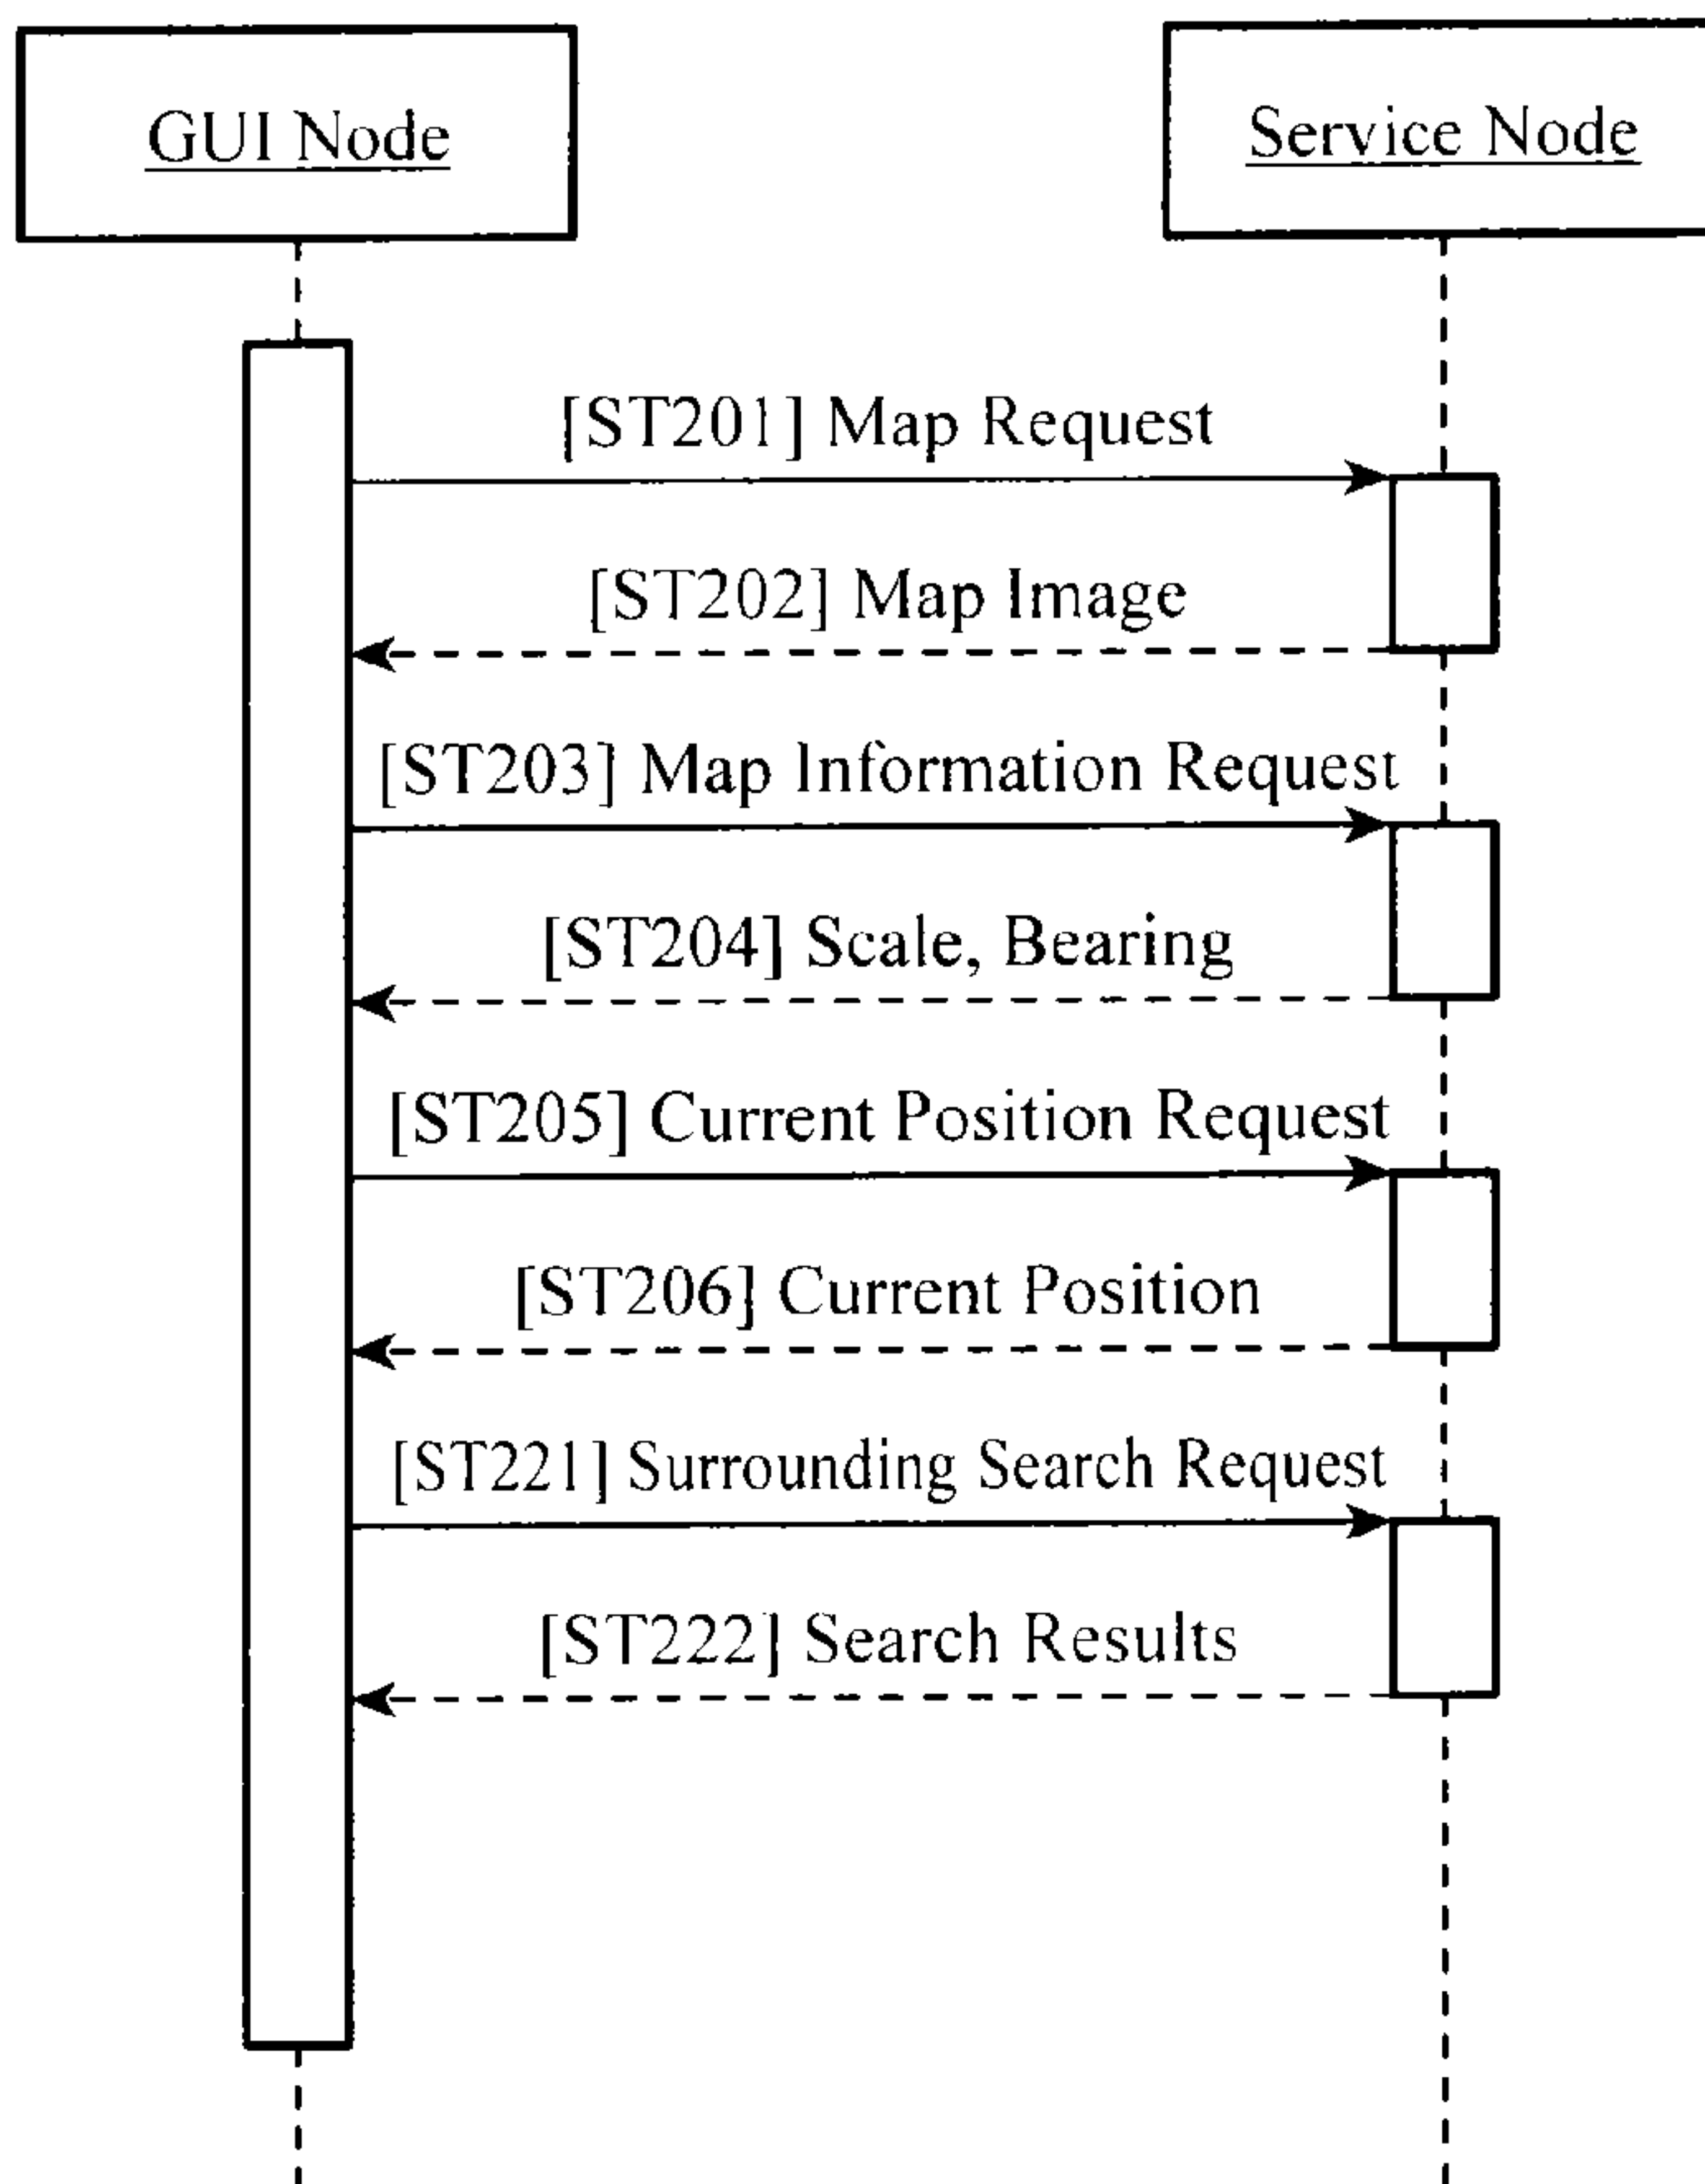 GUI Node
Service Node
[ST201] Map Request
[ST202] Map Image
[ST203] Map Information Request
[ST204] Scale, Bearing
[ST205] Current Position Request
[ST206] Current Position
[ST221] Surrounding Search Request
[ST222] Search Results